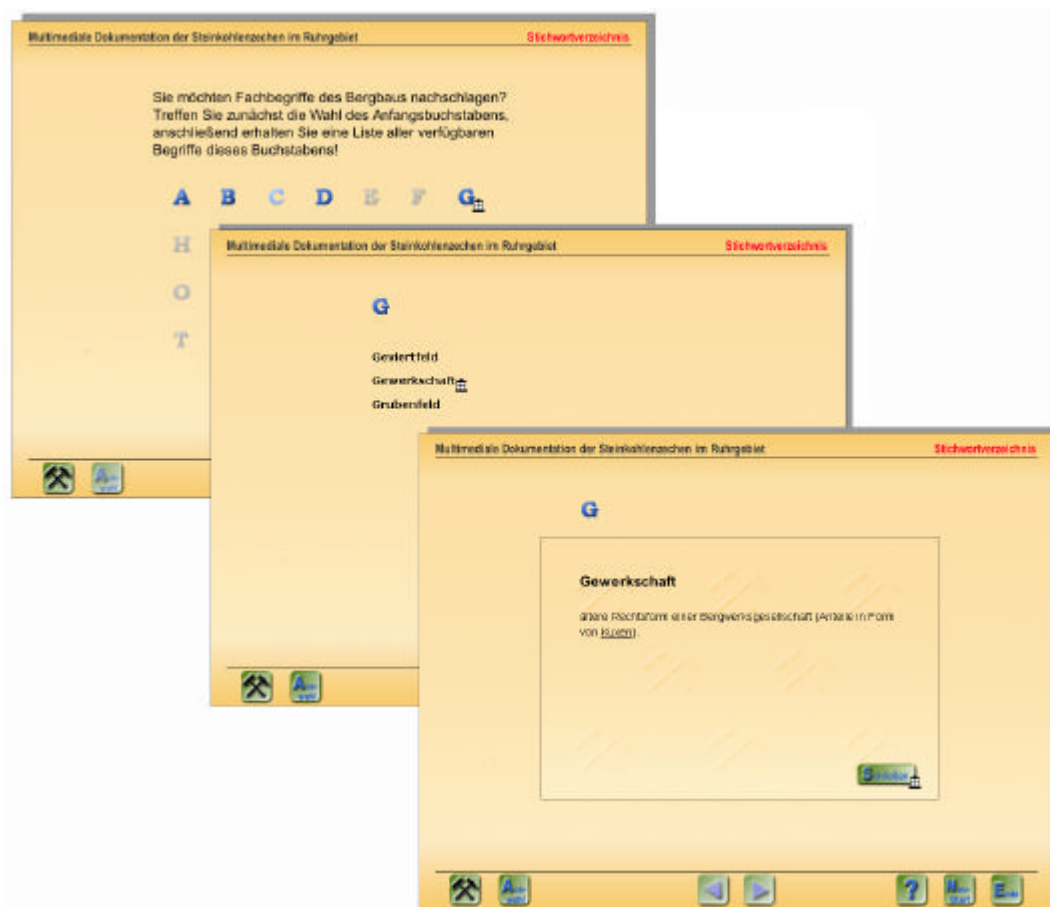 Multimediale Dokumentation der Steinkohlenzechen im Ruhrgebiet Stichwortverzeichnis
Sie möchten Fachbegriffe des Bergbaus nachschlagen?
Treffen Sie zunächst die Wahl des Anfangsbuchstabens,
anschließend erhalten Sie eine Liste aller verfügbaren
Begriffe dieses Buchstabens!
A B C D E F G
H
O
T
Multimediale Dokumentation der Steinkohlenzechen im Ruhrgebiet Stichwortverzeichnis
G
Geviertfeld
Gewerkschaft
Grubenfeld
Multimediale Dokumentation der Steinkohlenzechen im Ruhrgebiet Stichwortverzeichnis
G
Gewerkschaft
ältere Rechtsform einer Bergwerksgesellschaft (Anteile in Form
von Kuxen).
?